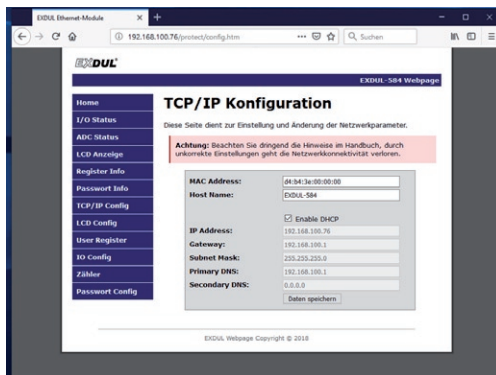 EXDUL Ethernet-Module
192.168.100.76/protect/config.htm
Suchen
EXDUL
EXDUL-584 Webpage
Home
I/O Status
ADC Status
LCD Anzeige
Register Info
Passwort Info
TCP/IP Config
LCD Config
User Register
IO Config
Zähler
Passwort Config
TCP/IP Konfiguration
Diese Seite dient zur Einstellung und Änderung der Netzwerkparameter.
Achtung: Beachten Sie dringend die Hinweise im Handbuch, durch
unkorrekte Einstellungen geht die Netzwerkkonnektivität verloren.
MAC Address: d4:b4:3e:00:00:00
Host Name: EXDUL-584
Enable DHCP
IP Address: 192.168.100.76
Gateway: 192.168.100.1
Subnet Mask: 255.255.255.0
Primary DNS: 192.168.100.1
Secondary DNS: 0.0.0.0
Daten speichern
EXDUL Webpage Copyright © 2018